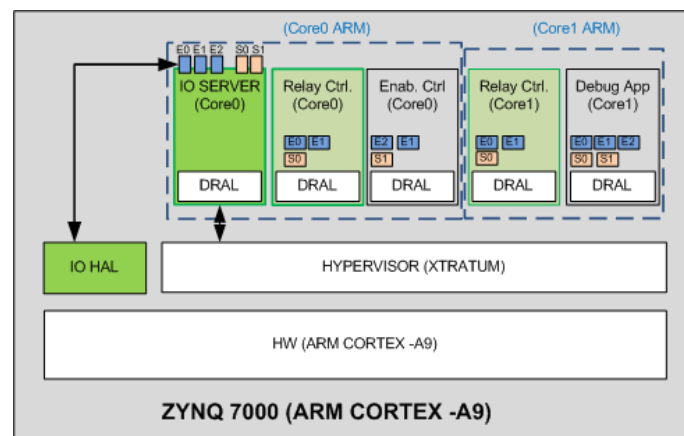 (Core0 ARM)
(Core1 ARM)
E0 E1 E2 S0 S1
IO SERVER
(Core0)
DRAL
Relay Ctrl.
(Core0)
E0 E1
S0
DRAL
Enab. Ctrl
(Core0)
E2 E1
S1
DRAL
Relay Ctrl.
(Core1)
E0 E1
S0
DRAL
Debug App
(Core1)
E0 E1 E2
S0 S1
DRAL
IO HAL
HYPERVISOR (XTRATUM)
HW (ARM CORTEX -A9)
ZYNQ 7000 (ARM CORTEX -A9)